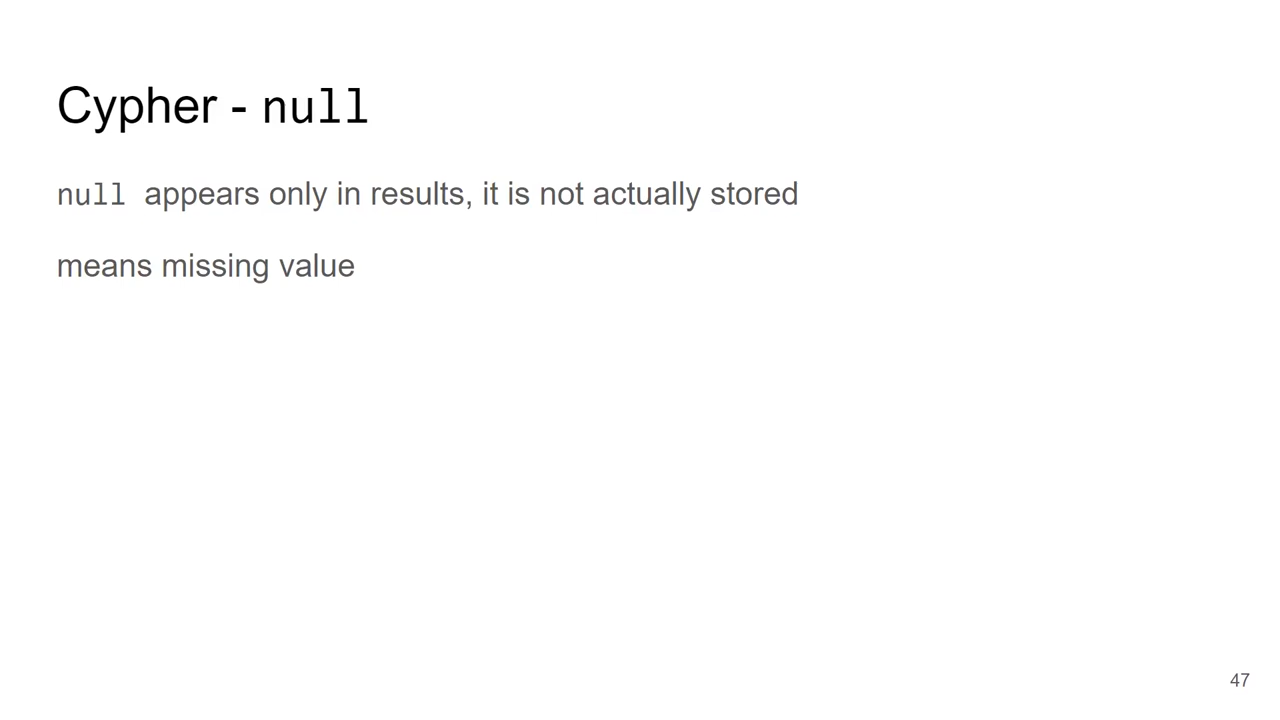 Cypher - null
null appears only in results, it is not actually stored
means missing value
47